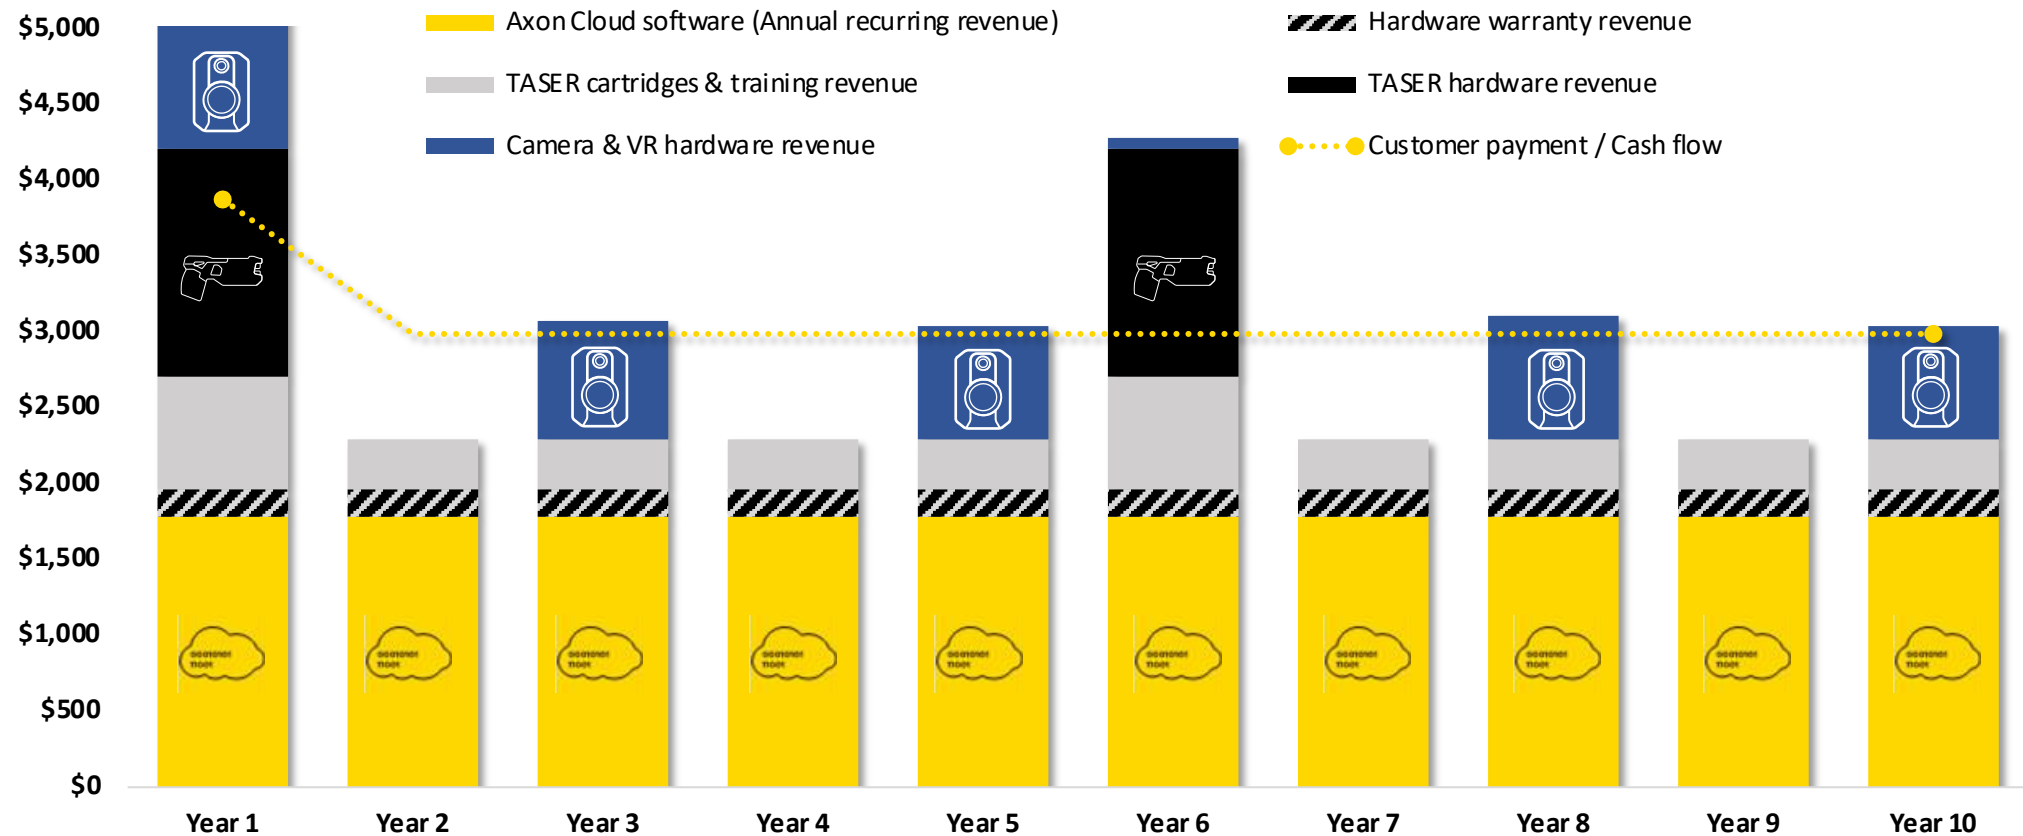 $5,000
$4,500
$4,000
$3,500
$3,000
$2,500
$2,000
$1,500
$1,000
$500
$0
Axon Cloud software (Annual recurring revenue)
Hardware warranty revenue
TASER cartridges & training revenue
TASER hardware revenue
Camera & VR hardware revenue
Customer payment / Cash flow
Year 1
Year 2
Year 3
Year 4
Year 5
Year 6
Year 7
Year 8
Year 9
Year 10